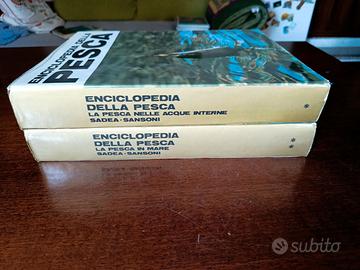 ENCICLOPEDIA DELLA
PESCA
ENCICLOPEDIA
DELLA PESCA
LA PESCA NELLE ACQUE INTERNE
SADEA-SANSONI
*
ENCICLOPEDIA
DELLA PESCA
LA PESCA IN MARE
SADEA-SANSONI
**
subito